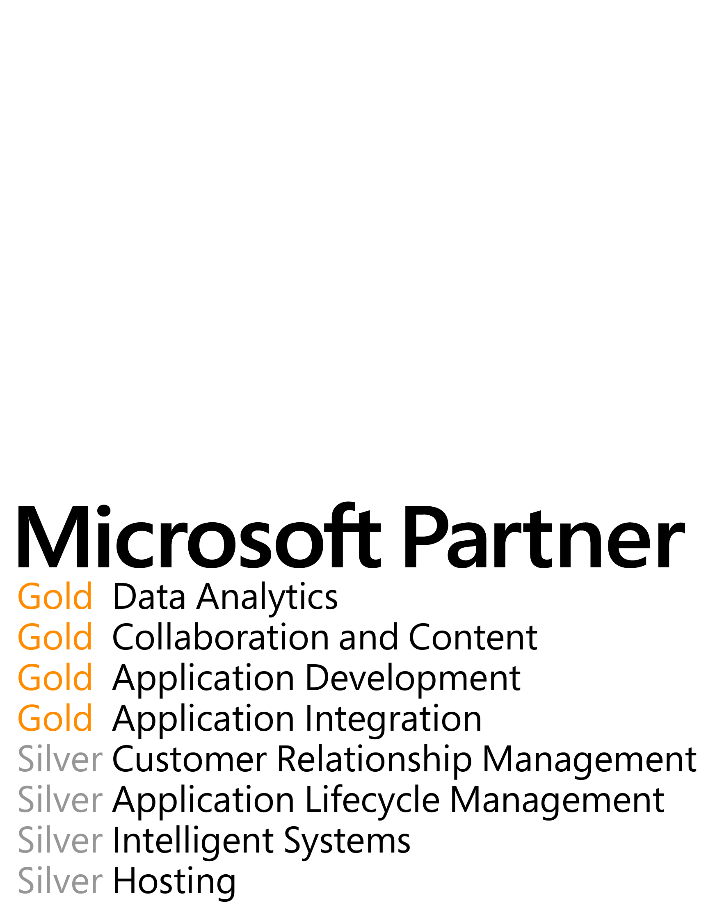 Microsoft Partner
Gold Data Analytics
Gold Collaboration and Content
Gold Application Development
Gold Application Integration
Silver Customer Relationship Management
Silver Application Lifecycle Management
Silver Intelligent Systems
Silver Hosting